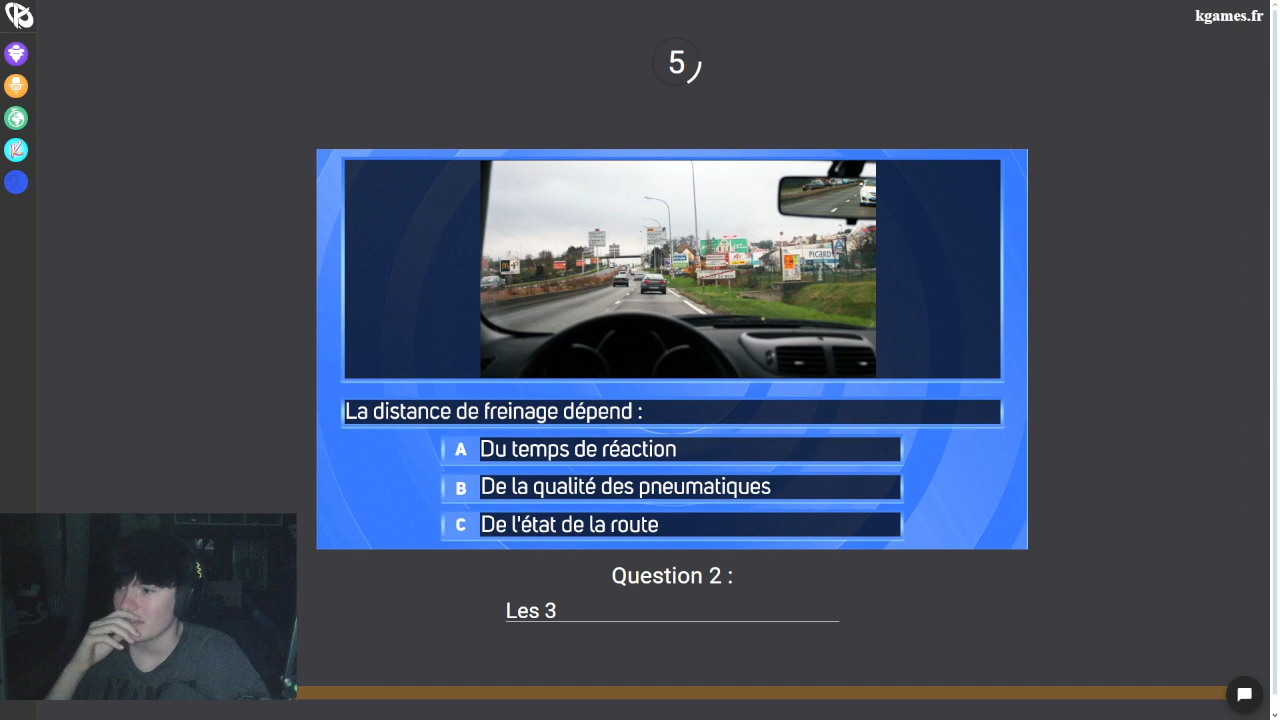 kgames.fr
5
PICARD
La distance de freinage dépend :
A Du temps de réaction
B De la qualité des pneumatiques
C De l'état de la route
Question 2 :
Les 3